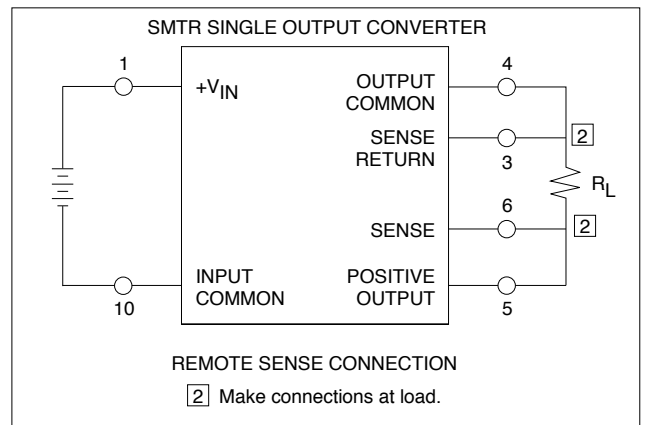 SMTR SINGLE OUTPUT CONVERTER
1
+VIN
OUTPUT
COMMON
4
SENSE
RETURN
3
2
RL
6
SENSE
2
INPUT
COMMON
10
POSITIVE
OUTPUT
5
REMOTE SENSE CONNECTION
2 Make connections at load.